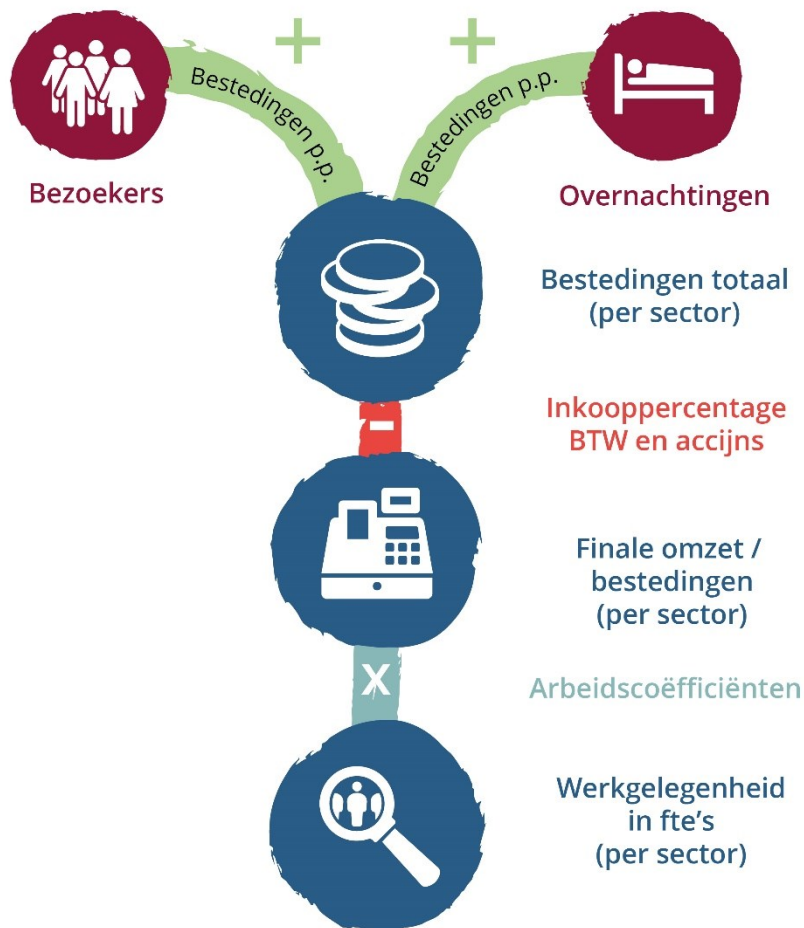 + +
Bestedingen p.p.
Bestedingen p.p.
Bezoekers
Overnachtingen
Bestedingen totaal
(per sector)
-
Inkooppercentage
BTW en accijns
Finale omzet /
bestedingen
(per sector)
X
Arbeidscoëfficiënten
Werkgelegenheid
in fte's
(per sector)